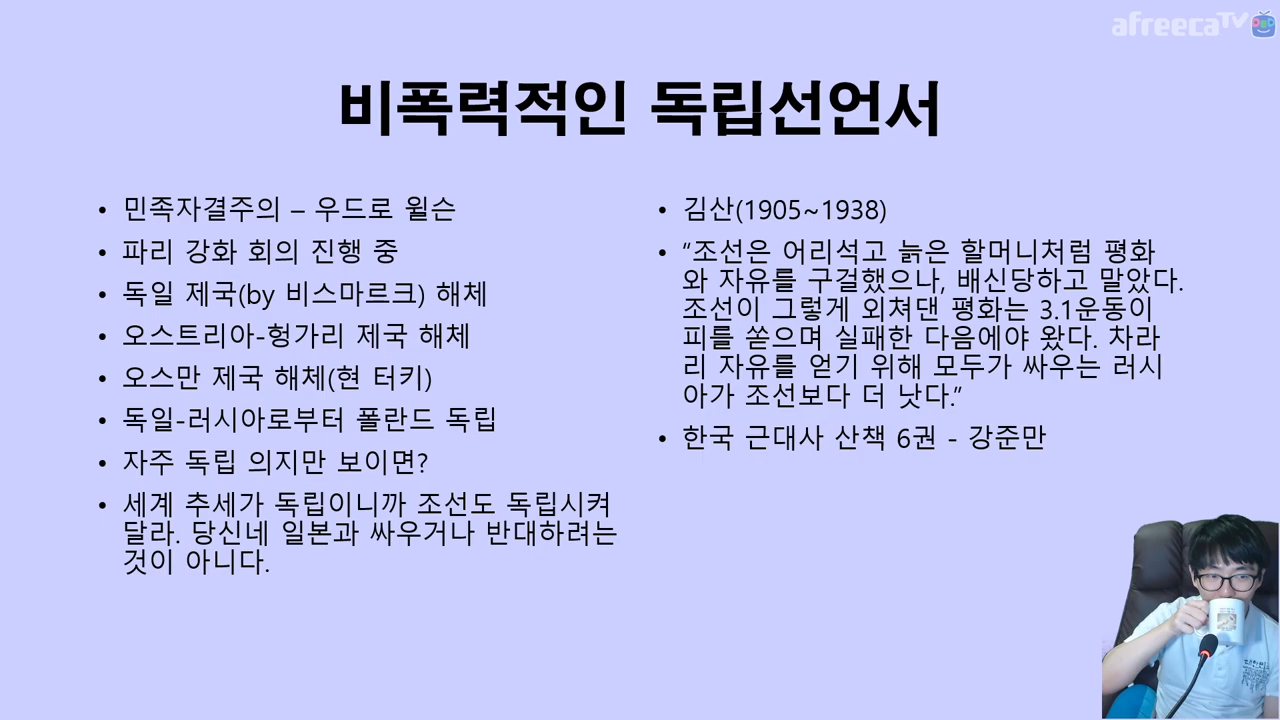 afreecaTV
비폭력적인 독립선언서
• 민족자결주의 – 우드로 윌슨
• 파리 강화 회의 진행 중
• 독일 제국(by 비스마르크) 해체
• 오스트리아-헝가리 제국 해체
• 오스만 제국 해체(현 터키)
• 독일-러시아로부터 폴란드 독립
• 자주 독립 의지만 보이면?
• 세계 추세가 독립이니까 조선도 독립시켜
달라. 당신네 일본과 싸우거나 반대하려는
것이 아니다.
• 김산(1905~1938)
• “조선은 어리석고 늙은 할머니처럼 평화
와 자유를 구걸했으나, 배신당하고 말았다.
조선이 그렇게 외쳐댄 평화는 3.1운동이
피를 쏟으며 실패한 다음에야 왔다. 차라
리 자유를 얻기 위해 모두가 싸우는 러시
아가 조선보다 더 낫다.”
• 한국 근대사 산책 6권 - 강준만